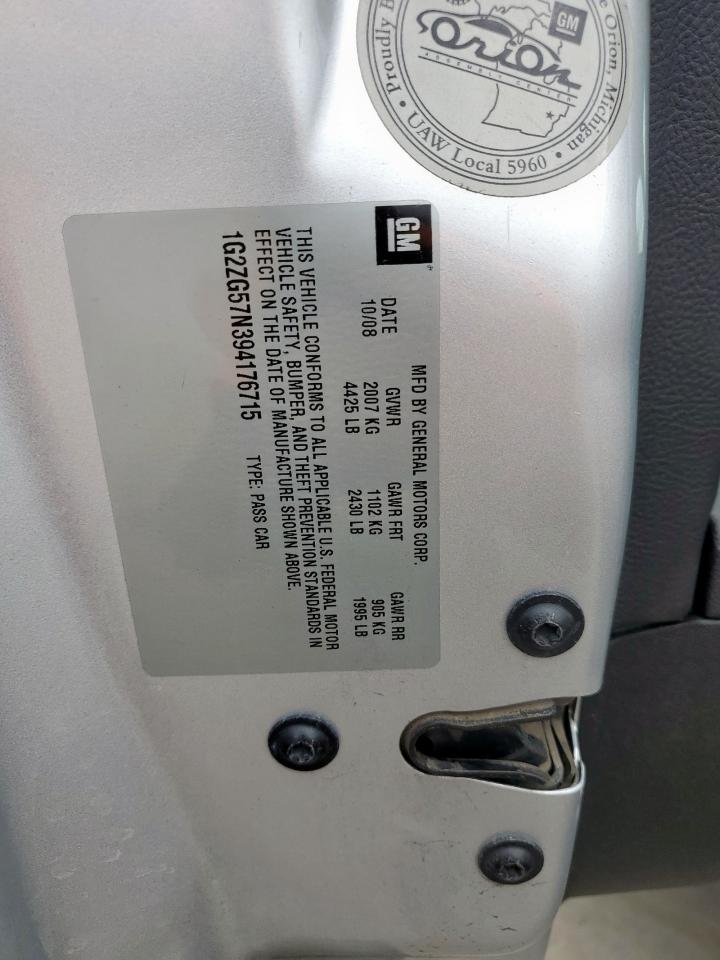 GM
Orion
ASSEMBLY CENTER
Proudly
Orion, Michigan
• UAW Local 5960 •
GM
MFD BY GENERAL MOTORS CORP.
DATE GVWR GAWR FRT GAWR RR
10/08 2007 KG 1102 KG 905 KG
4425 LB 2430 LB 1995 LB
THIS VEHICLE CONFORMS TO ALL APPLICABLE U.S. FEDERAL MOTOR
VEHICLE SAFETY, BUMPER, AND THEFT PREVENTION STANDARDS IN
EFFECT ON THE DATE OF MANUFACTURE SHOWN ABOVE.
1G2ZG57N394176715 TYPE: PASS CAR